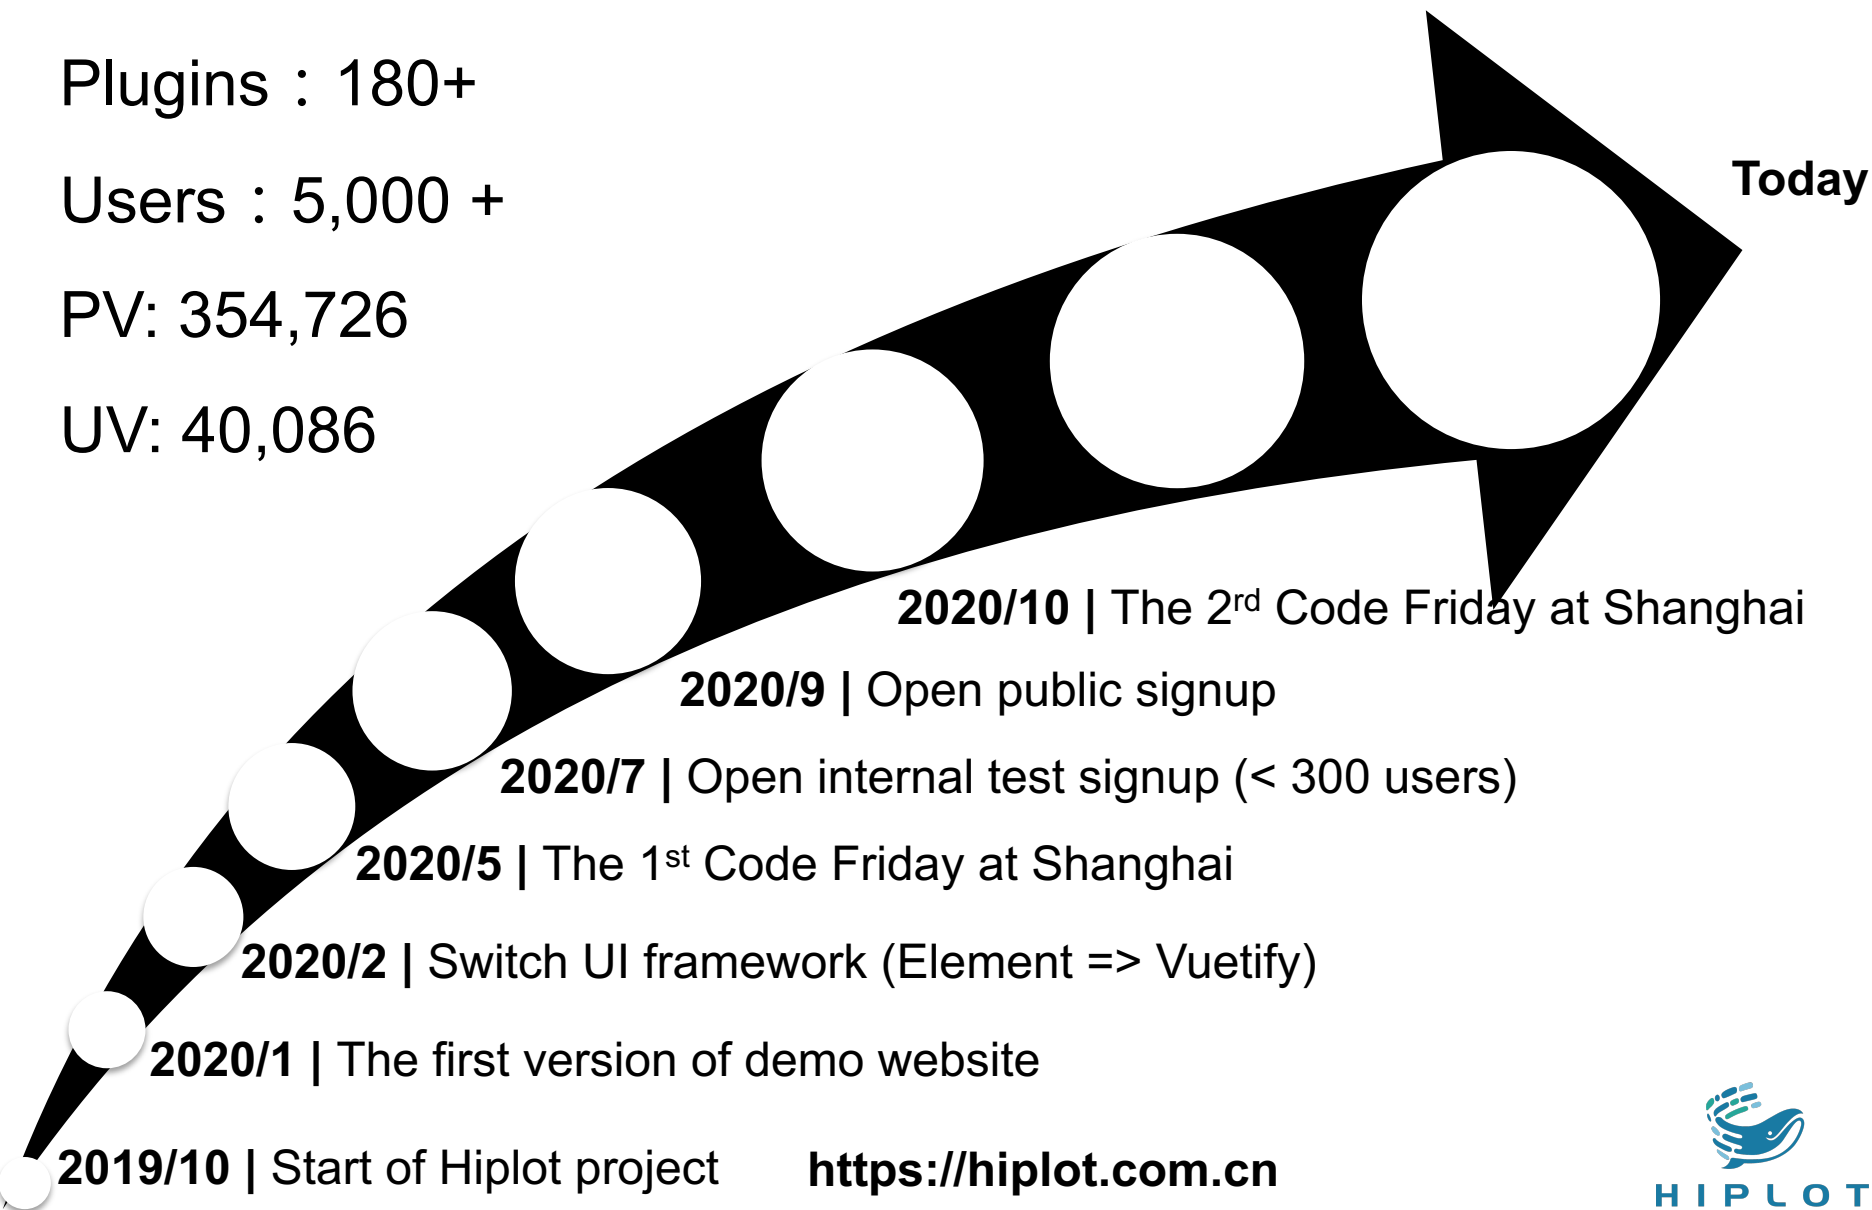 Plugins：180+
Users：5,000 +
PV: 354,726
UV: 40,086
Today
2020/10 | The 2rd Code Friday at Shanghai
2020/9 | Open public signup
2020/7 | Open internal test signup (< 300 users)
2020/5 | The 1st Code Friday at Shanghai
2020/2 | Switch UI framework (Element => Vuetify)
2020/1 | The first version of demo website
2019/10 | Start of Hiplot project
https://hiplot.com.cn
HIPLOT